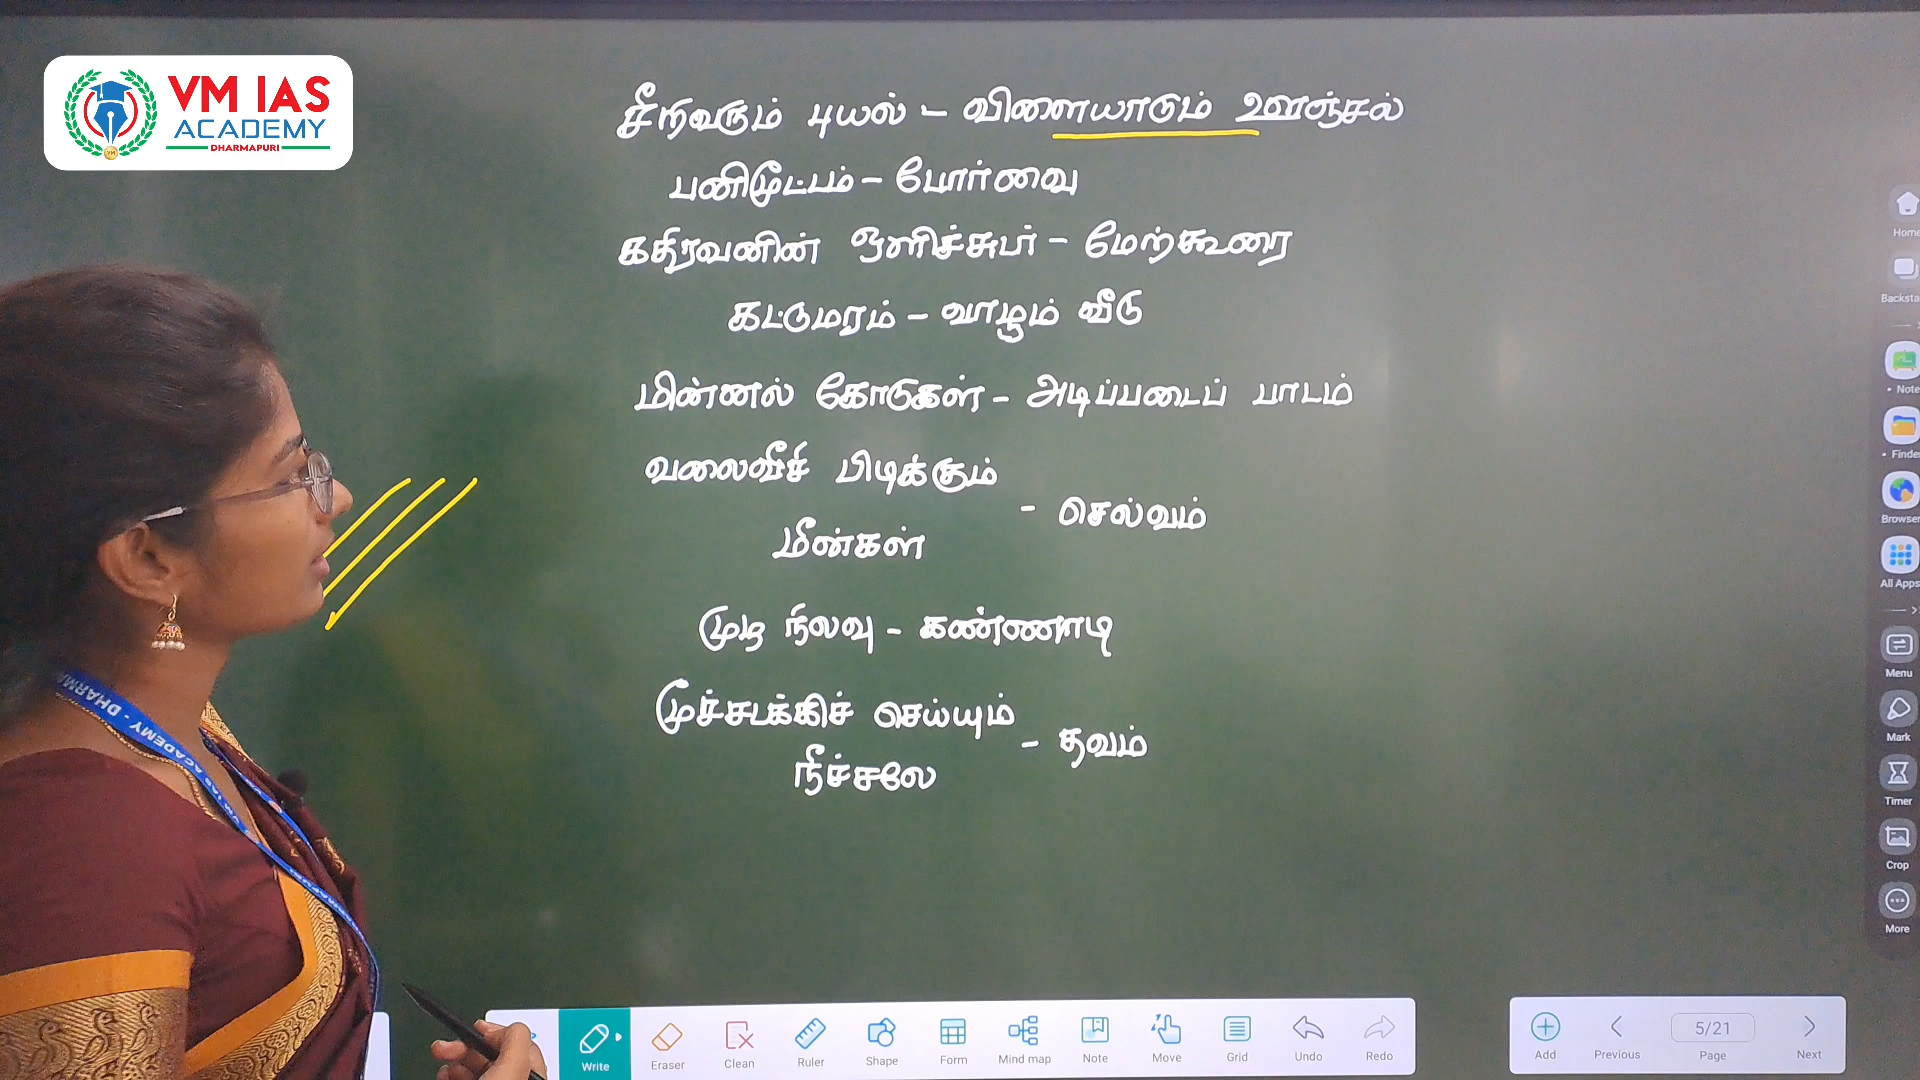 VM IAS
ACADEMY
DHARMAPURI
சீறிவரும் புயல் - விளையாடும் ஊஞ்சல்
பனிமூட்டம் - போர்வை
கதிரவனின் ஒளிச்சுடர் - மேற்கூரை
கட்டுமரம் - வாழும் வீடு
மின்னல் கோடுகள் - அடிப்படைப் பாடம்
வலைவீசி பிடிக்கும்
மீன்கள் - செல்வம்
முழு நிலவு - கண்ணாடி
மூச்சடக்கிச் செய்யும்
நீச்சலே - தவம்
Home
Backsta
Note
Finde
Browser
All Apps
Menu
Mark
Timer
Crop
More
Write
Eraser
Clean
Ruler
Shape
Form
Mind map
Note
Move
Grid
Undo
Redo
Add
Previous
5/21
Page
Next